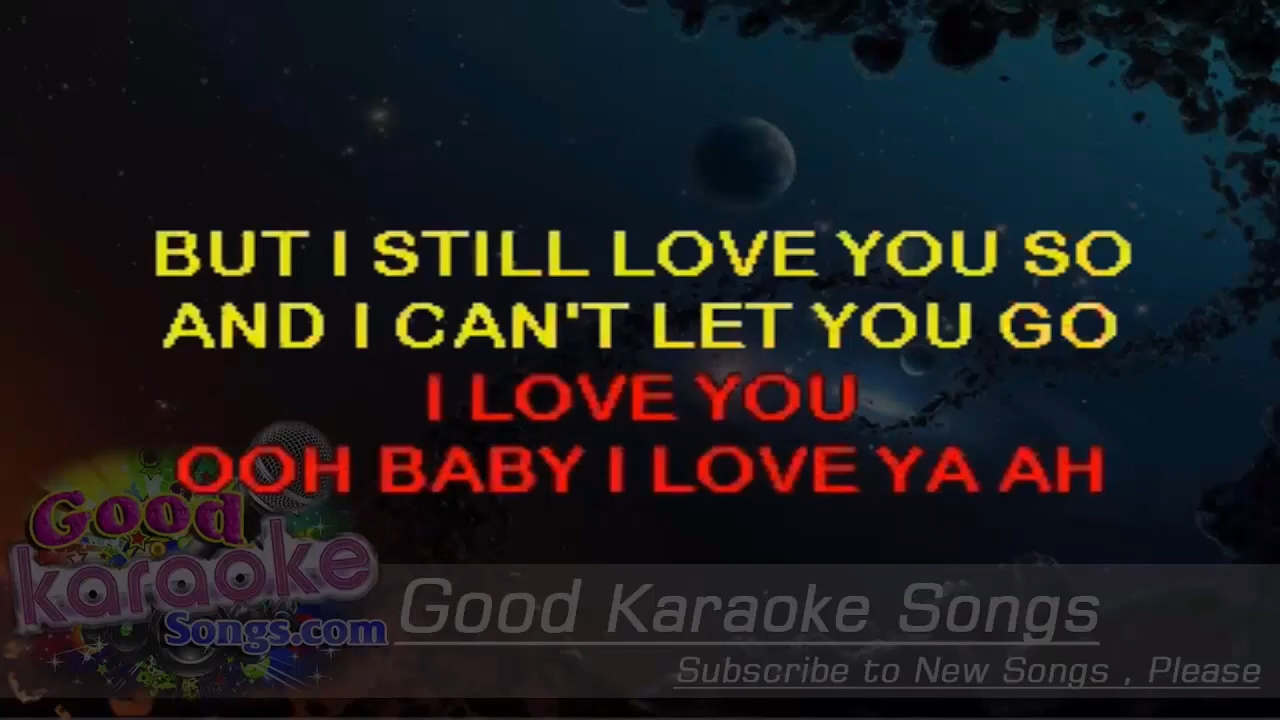 BUT I STILL LOVE YOU SO
AND I CAN'T LET YOU GO
I LOVE YOU
OOH BABY I LOVE YA AH
Good
karaoke
Songs.com
Good Karaoke Songs
Subscribe to New Songs , Please